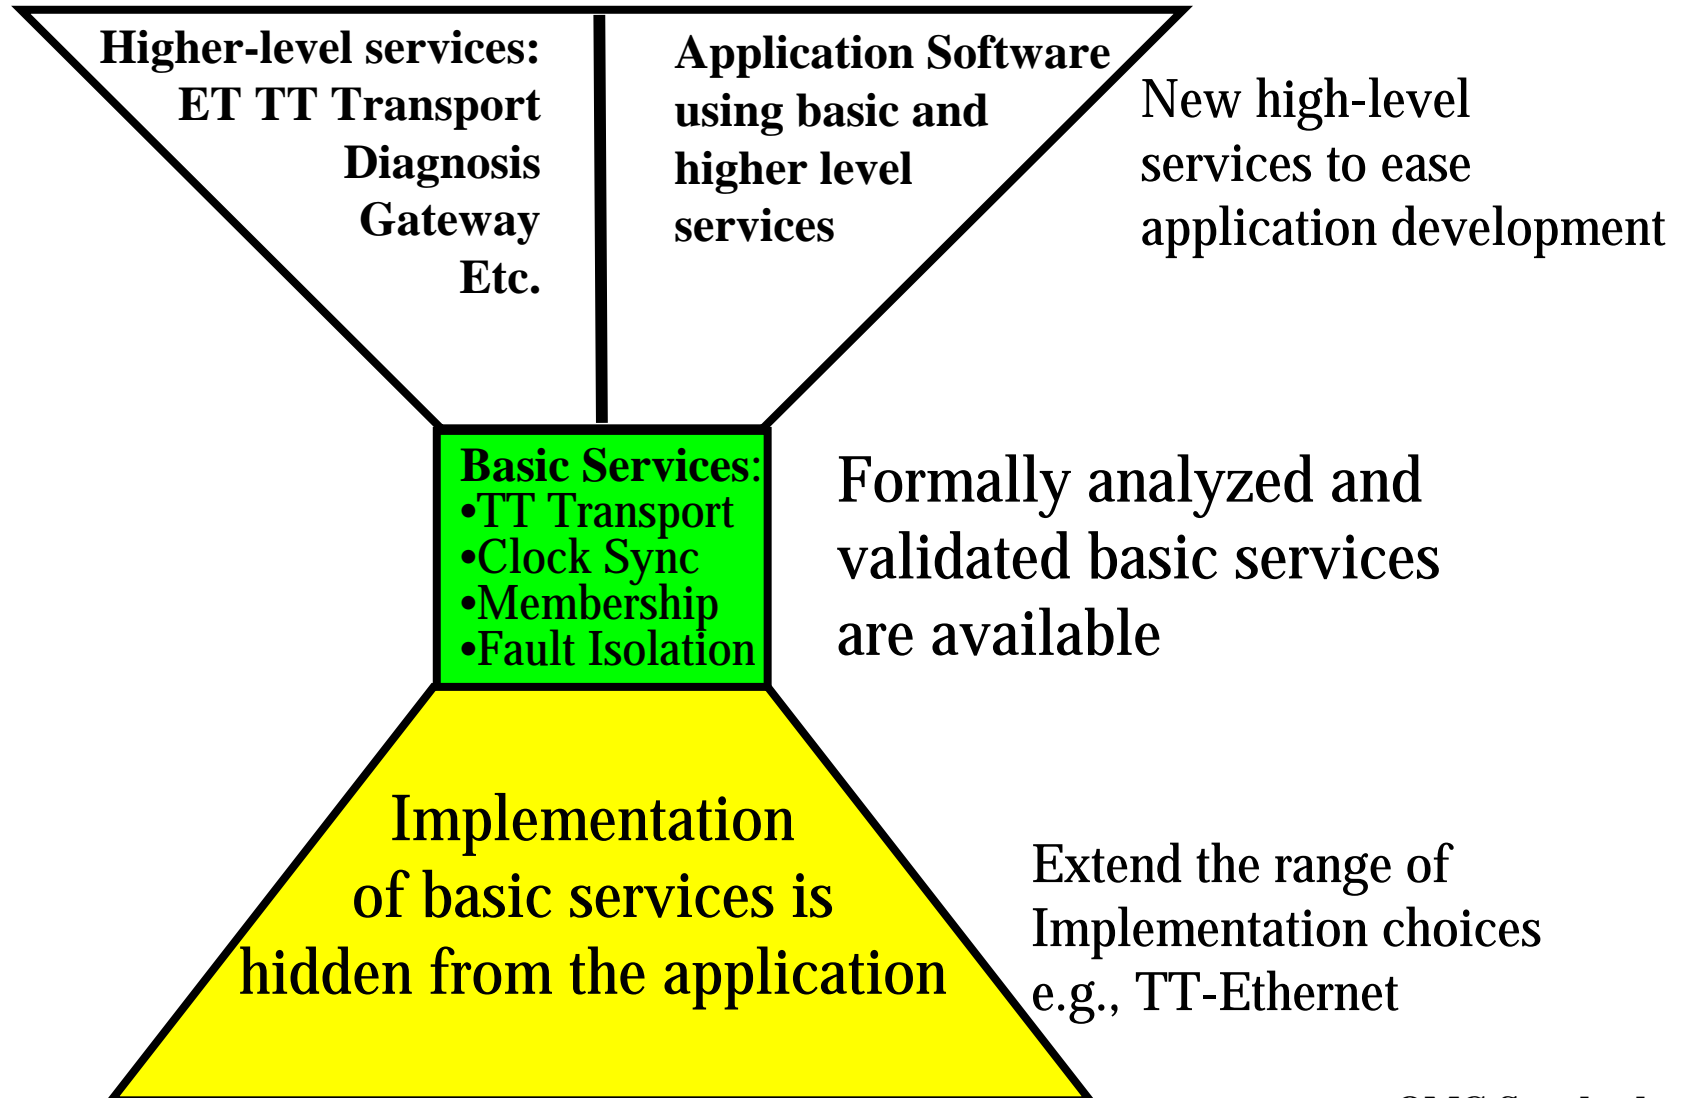 Higher-level services:
ET TT Transport
Diagnosis
Gateway
Etc.
Application Software
using basic and
higher level
services
New high-level
services to ease
application development
Basic Services:
•TT Transport
•Clock Sync
•Membership
•Fault Isolation
Formally analyzed and
validated basic services
are available
Implementation
of basic services is
hidden from the application
Extend the range of
Implementation choices
e.g., TT-Ethernet